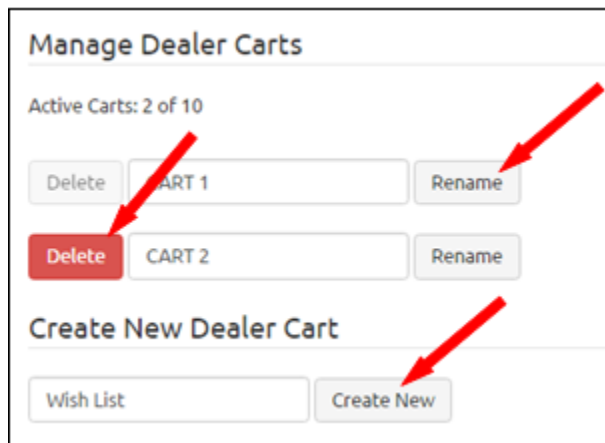 Manage Dealer Carts
Active Carts: 2 of 10
Delete CART 1 Rename
Delete CART 2 Rename
Create New Dealer Cart
Wish List Create New